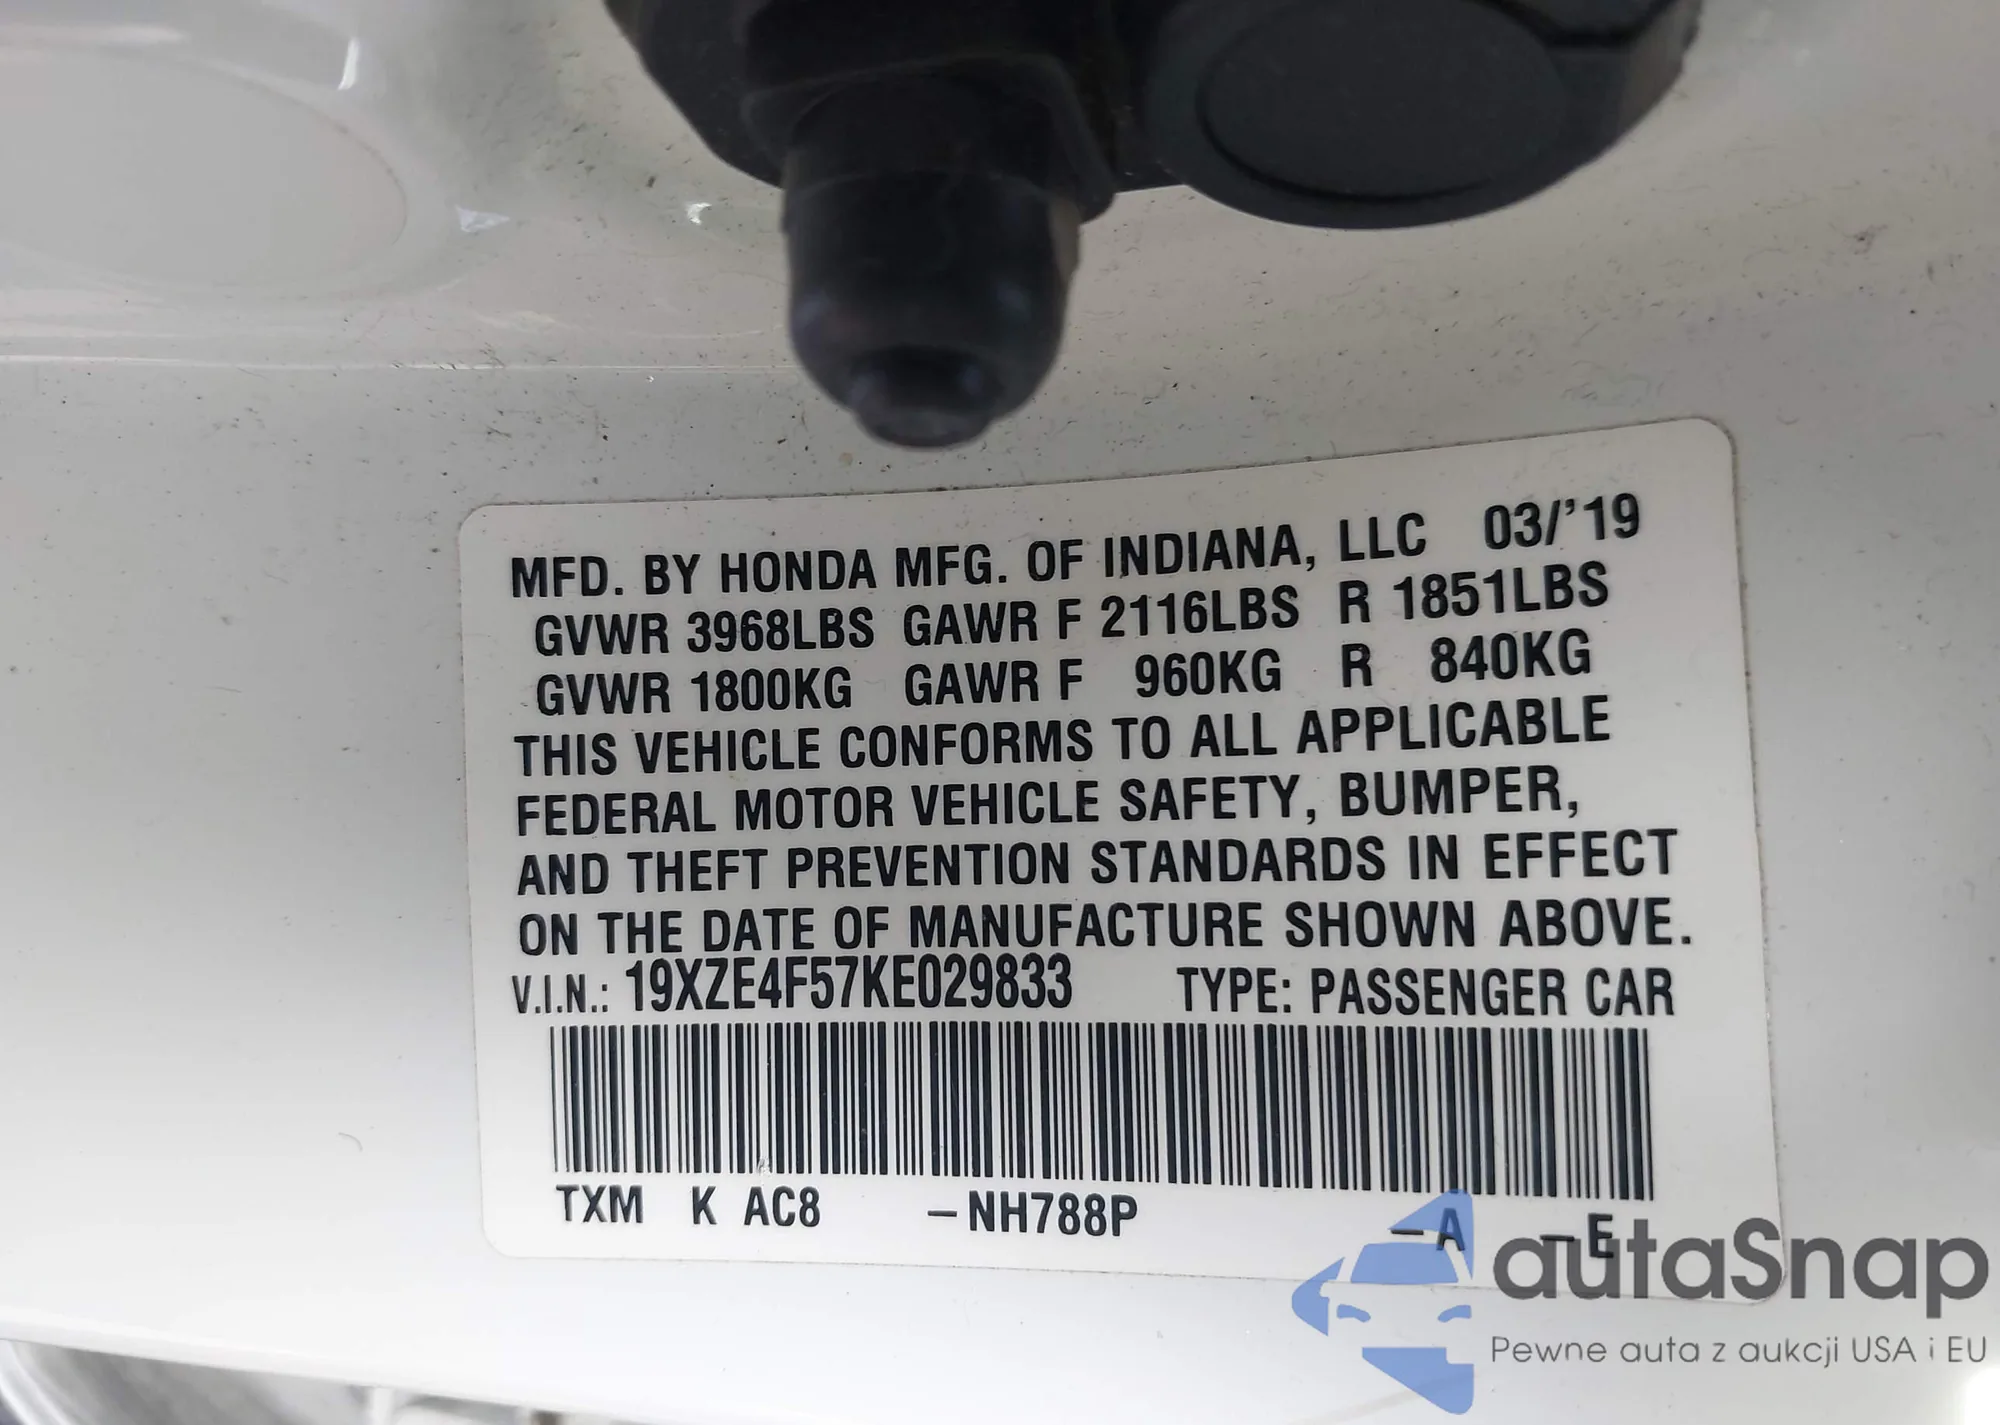 MFD. BY HONDA MFG. OF INDIANA, LLC 03/'19
GVWR 3968LBS GAWR F 2116LBS R 1851LBS
GVWR 1800KG GAWR F 960KG R 840KG
THIS VEHICLE CONFORMS TO ALL APPLICABLE
FEDERAL MOTOR VEHICLE SAFETY, BUMPER,
AND THEFT PREVENTION STANDARDS IN EFFECT
ON THE DATE OF MANUFACTURE SHOWN ABOVE.
V.I.N.: 19XZE4F57KE029833 TYPE: PASSENGER CAR
TXM K AC8 –NH788P –A –E
autaSnap
Pewne auta z aukcji USA i EU